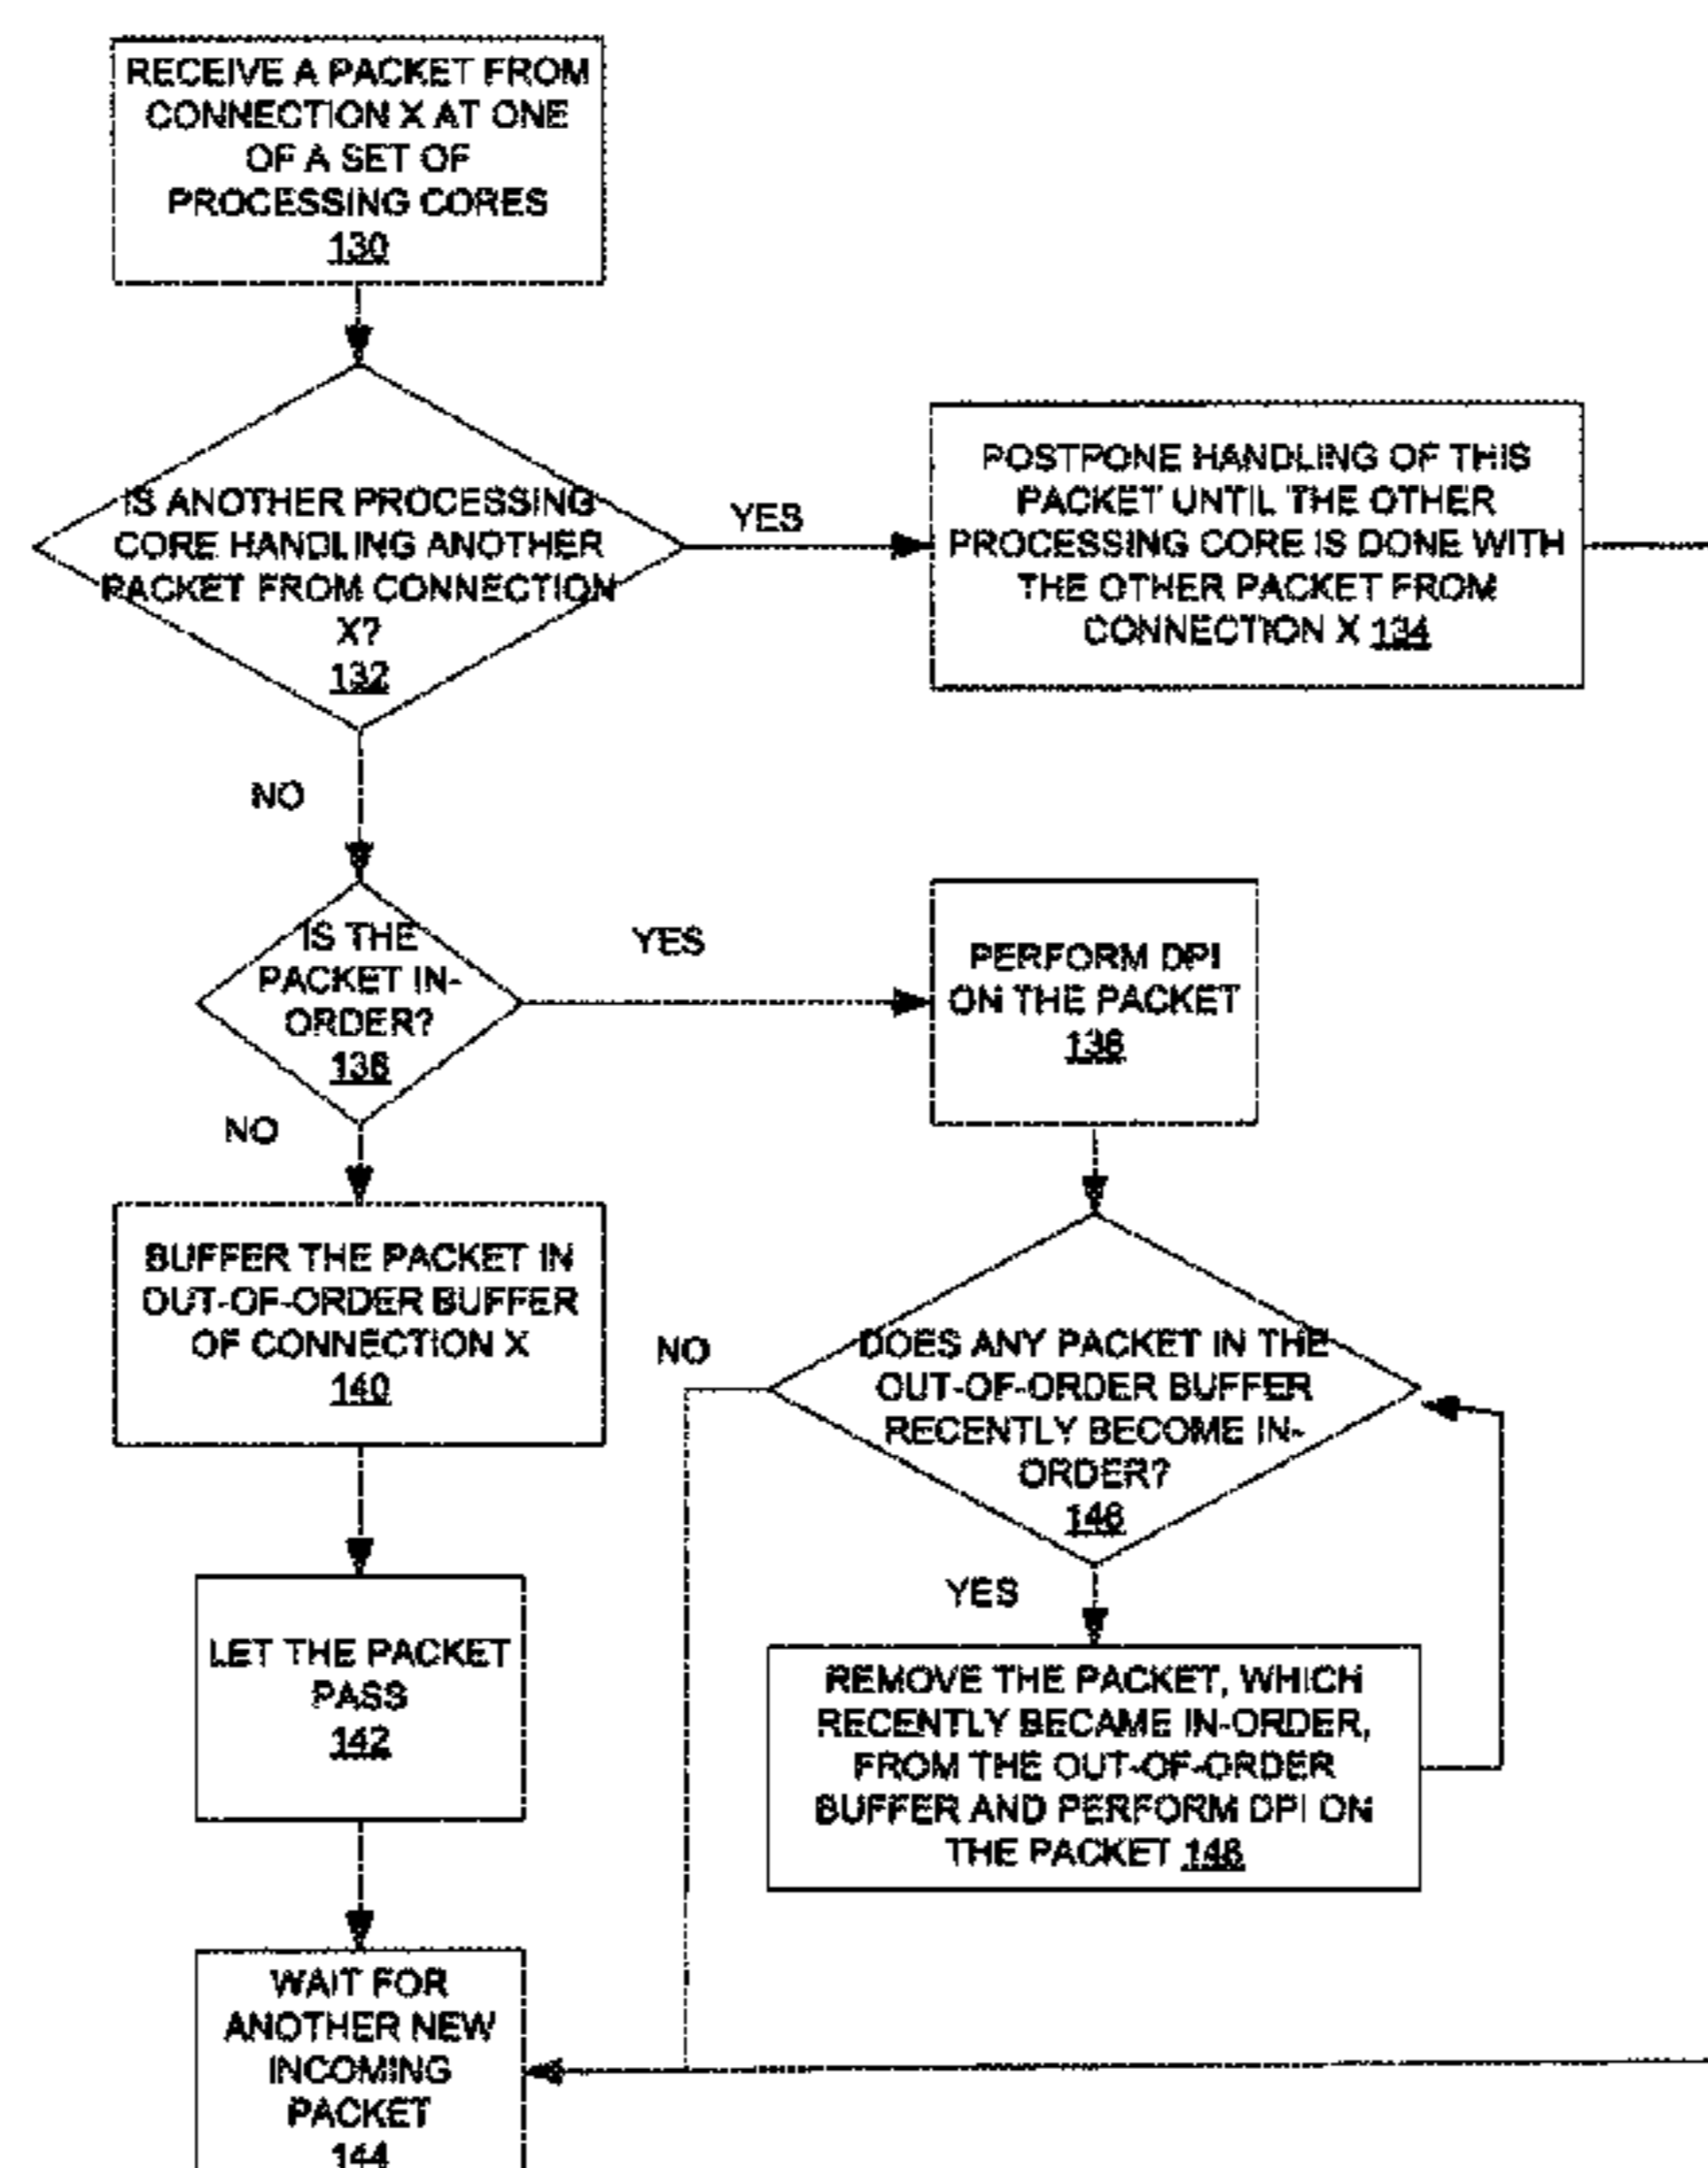 RECEIVE A PACKET FROM
CONNECTION X AT ONE
OF A SET OF
PROCESSING CORES
130
IS ANOTHER PROCESSING
CORE HANDLING ANOTHER
PACKET FROM CONNECTION
X?
132
YES
POSTPONE HANDLING OF THIS
PACKET UNTIL THE OTHER
PROCESSING CORE IS DONE WITH
THE OTHER PACKET FROM
CONNECTION X 134
NO
IS THE
PACKET IN-
ORDER?
136
YES
PERFORM DPI
ON THE PACKET
138
NO
BUFFER THE PACKET IN
OUT-OF-ORDER BUFFER
OF CONNECTION X
140
NO
DOES ANY PACKET IN THE
OUT-OF-ORDER BUFFER
RECENTLY BECOME IN-
ORDER?
146
YES
LET THE PACKET
PASS
142
REMOVE THE PACKET, WHICH
RECENTLY BECAME IN-ORDER,
FROM THE OUT-OF-ORDER
BUFFER AND PERFORM DPI ON
THE PACKET 148
WAIT FOR
ANOTHER NEW
INCOMING
PACKET
144